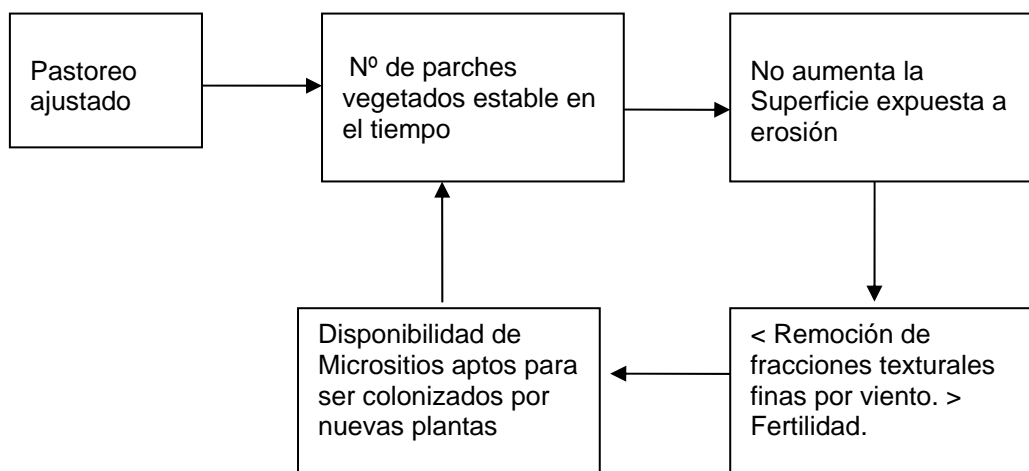 Pastoreo
ajustado
Nº de parches
vegetados estable en
el tiempo
No aumenta la
Superficie expuesta a
erosión
Disponibilidad de
Micrositios aptos para
ser colonizados por
nuevas plantas
< Remoción de
fracciones texturales
finas por viento. >
Fertilidad.